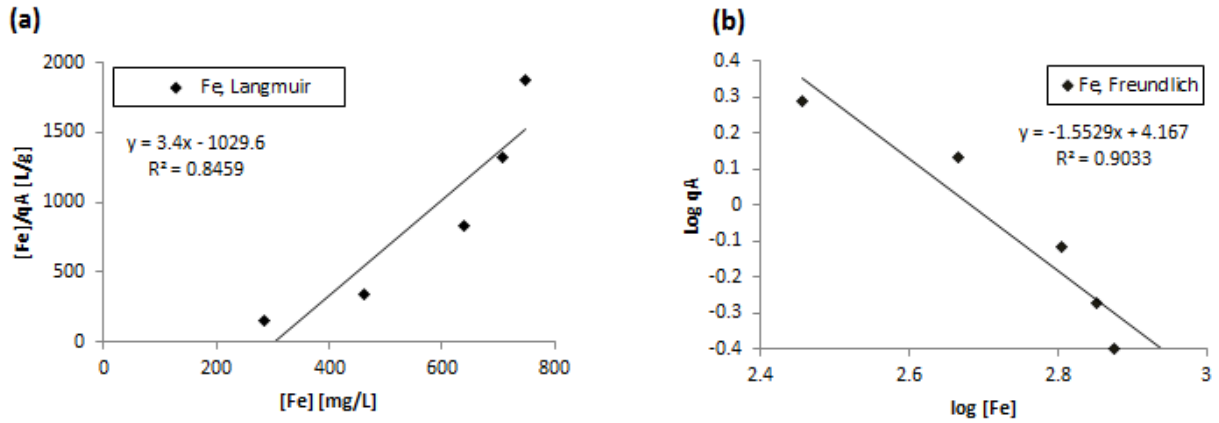 (a)
Fe, Langmuir
y = 3.4x - 1029.6
R² = 0.8459
[Fe]/qA [L/g]
2000
1500
1000
500
0
0 200 400 600 800
[Fe] [mg/L]
(b)
Fe, Freundlich
y = -1.5529x + 4.167
R² = 0.9033
Log qA
0.4
0.3
0.2
0.1
0
-0.1
-0.2
-0.3
-0.4
2.4 2.6 2.8 3
log [Fe]